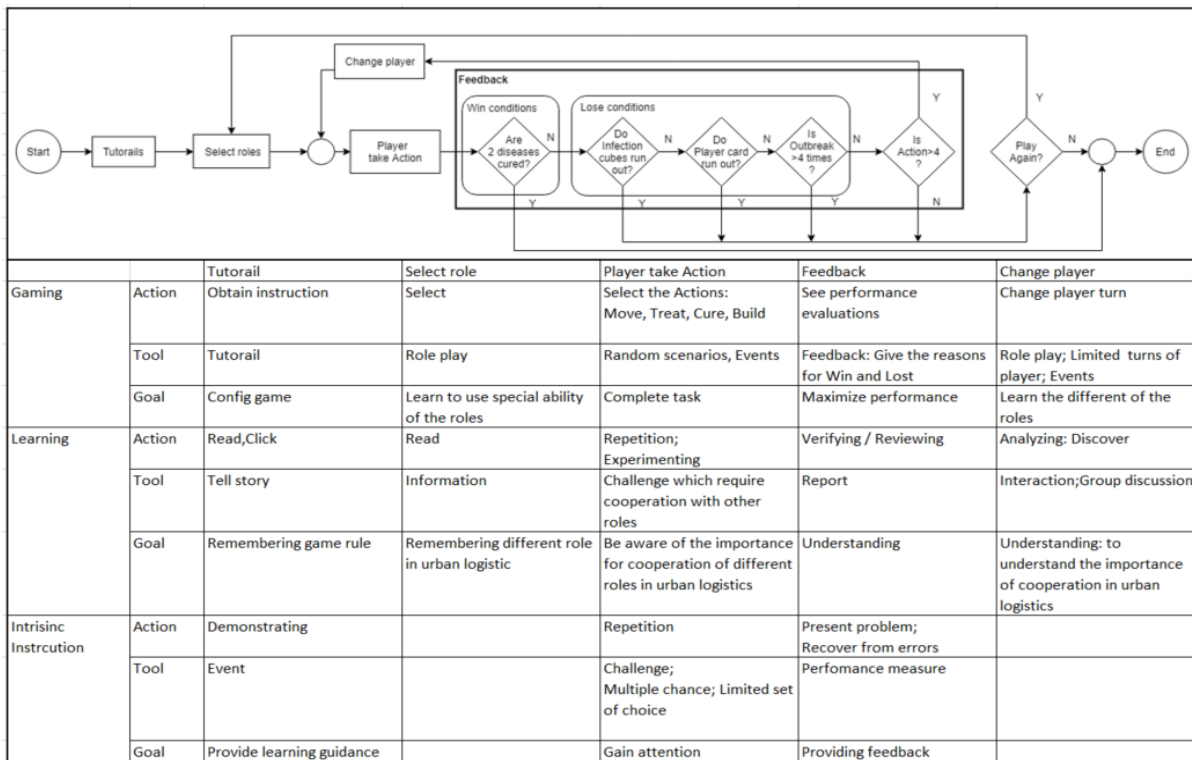 Change player
Feedback
Win conditions
Lose conditions
Start
Tutorails
Select roles
Player
take Action
Are
2 diseases
cured?
N
Y
Do
Infection
cubes run
out?
N
Y
Do
Player card
run out?
N
Y
Is
Outbreak
>4 times
?
N
Y
Is
Action>4
?
Y
N
Play
Again?
Y
N
End
Tutorail
Select role
Player take Action
Feedback
Change player
Gaming
Action
Obtain instruction
Select
Select the Actions:
Move, Treat, Cure, Build
See performance
evaluations
Change player turn
Tool
Tutorail
Role play
Random scenarios, Events
Feedback: Give the reasons
for Win and Lost
Role play; Limited turns of
player; Events
Goal
Config game
Learn to use special ability
of the roles
Complete task
Maximize performance
Learn the different of the
roles
Learning
Action
Read,Click
Read
Repetition;
Experimenting
Verifying / Reviewing
Analyzing: Discover
Tool
Tell story
Information
Challenge which require
cooperation with other
roles
Report
Interaction;Group discussion
Goal
Remembering game rule
Remembering different role
in urban logistic
Be aware of the importance
for cooperation of different
roles in urban logistics
Understanding
Understanding: to
understand the importance
of cooperation in urban
logistics
Intrisinc
Instrcution
Action
Demonstrating
Repetition
Present problem;
Recover from errors
Tool
Event
Challenge;
Multiple chance; Limited set
of choice
Perfomance measure
Goal
Provide learning guidance
Gain attention
Providing feedback